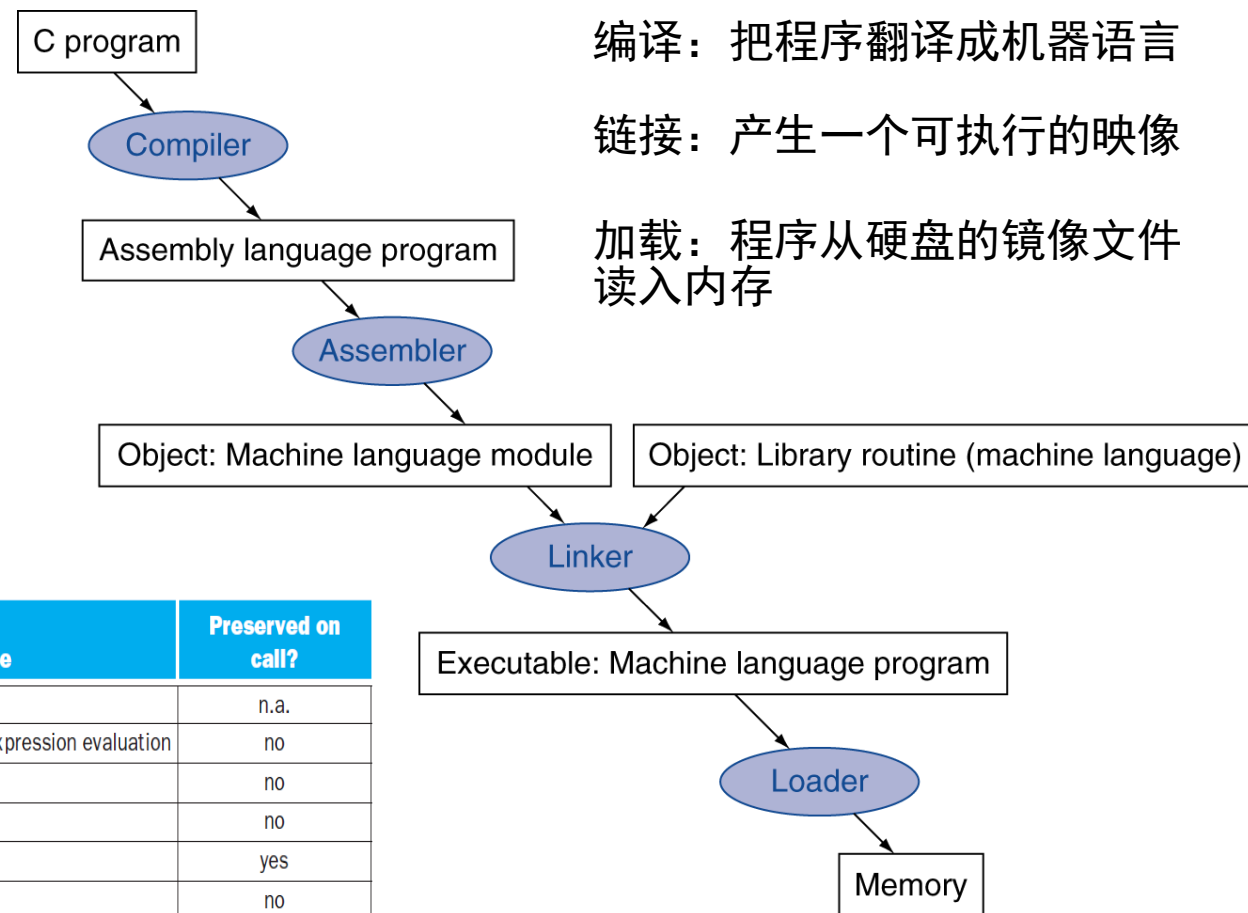 C program
编译：把程序翻译成机器语言
Compiler
链接：产生一个可执行的映像
Assembly language program
加载：程序从硬盘的镜像文件
读入内存
Assembler
Object: Machine language module
Object: Library routine (machine language)
Linker
Preserved on
call?
Executable: Machine language program
n.a.
expression evaluation
no
no
no
yes
no
Loader
Memory